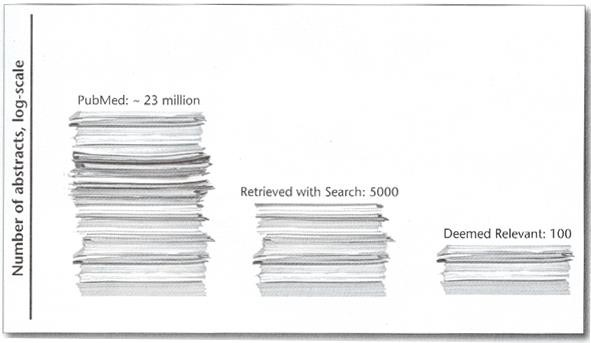 Number of abstracts, log-scale
PubMed: ~ 23 million
Retrieved with Search: 5000
Deemed Relevant: 100